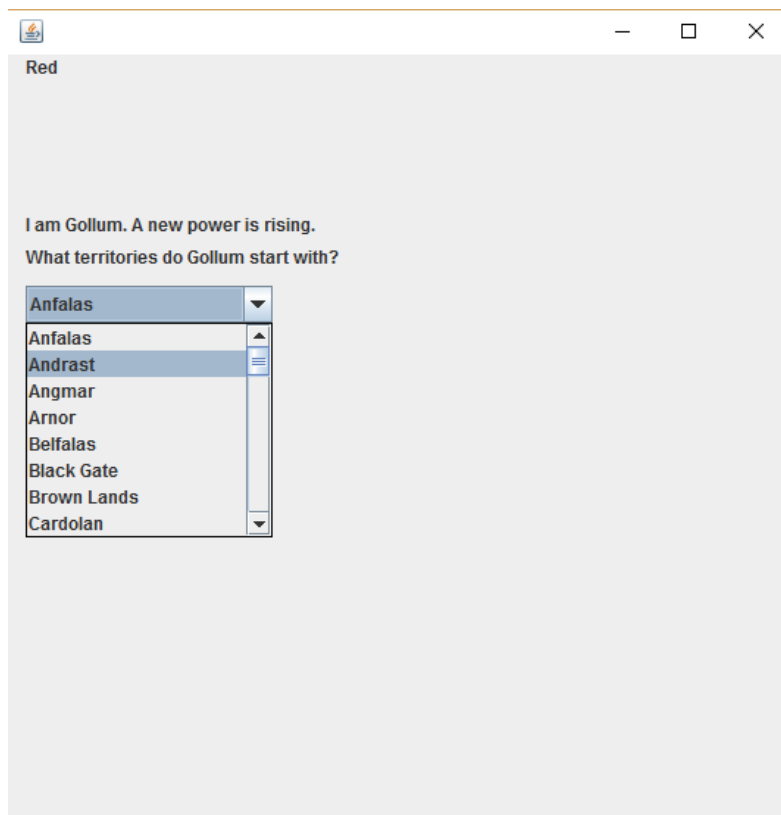 Red
I am Gollum. A new power is rising.
What territories do Gollum start with?
Anfalas
Anfalas
Andrast
Angmar
Arnor
Belfalas
Black Gate
Brown Lands
Cardolan